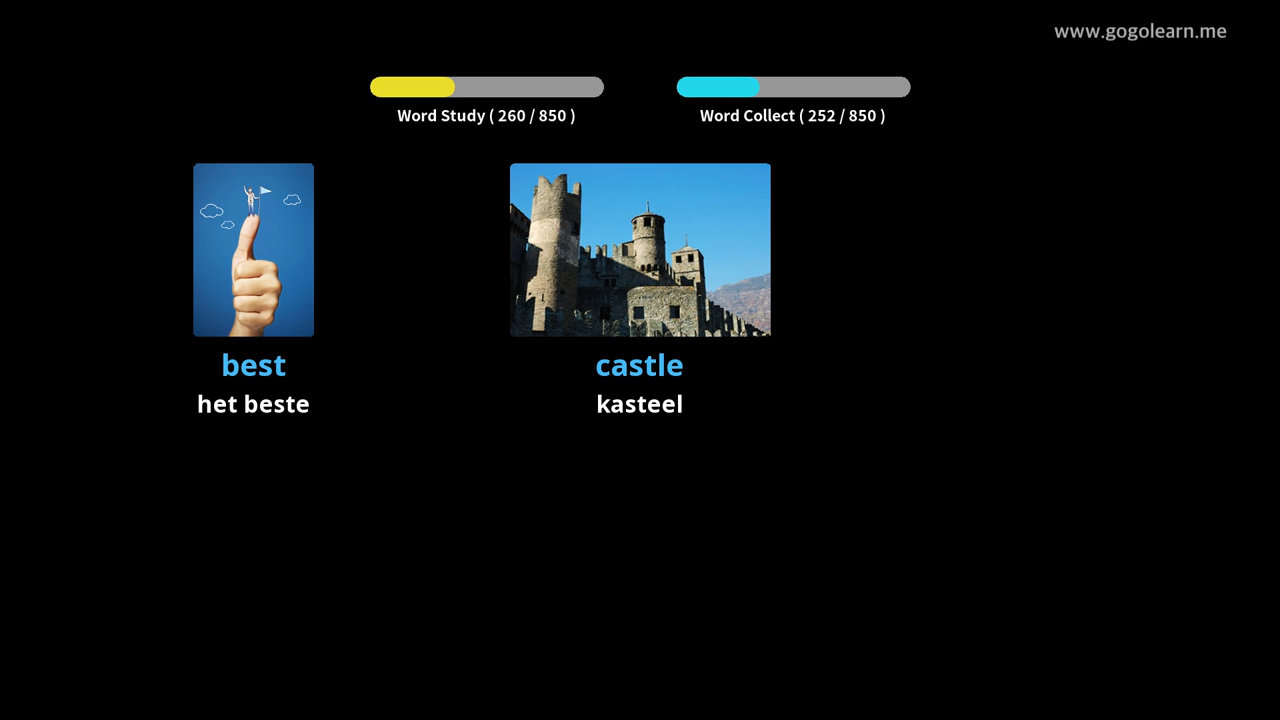 www.gogolearn.me
Word Study ( 260 / 850 )
Word Collect ( 252 / 850 )
best
het beste
castle
kasteel